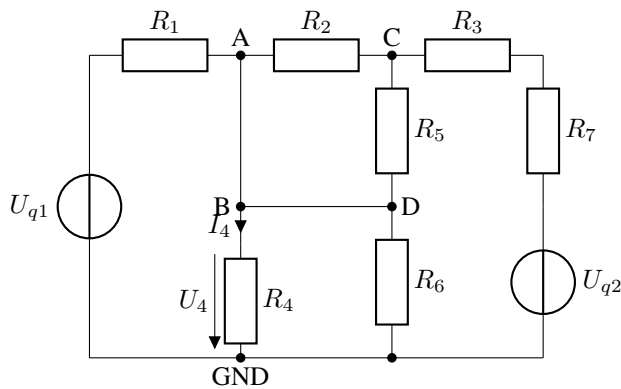 R1 A R2 C R3
R5 R7
Uq1 B D
I4
U4 R4 R6 Uq2
GND